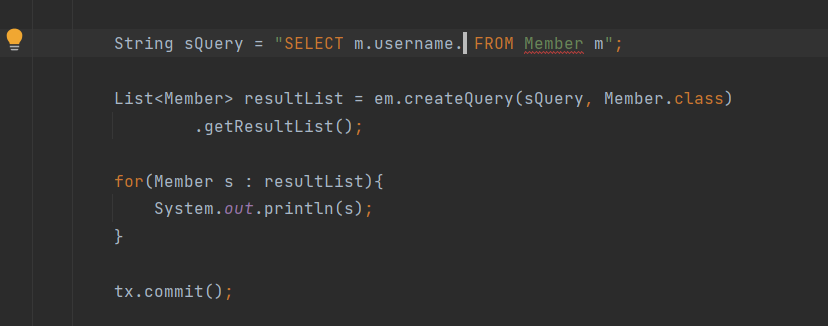 String sQuery = "SELECT m.username. FROM Member m";
List<Member> resultList = em.createQuery(sQuery, Member.class)
.getResultList();
for(Member s : resultList){
System.out.println(s);
}
tx.commit();